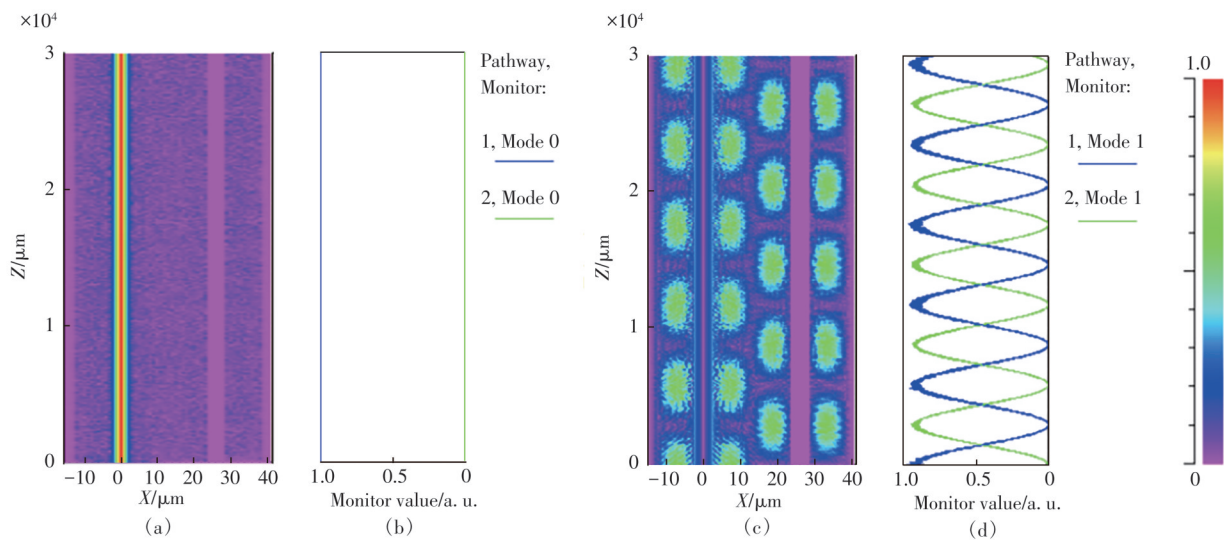 ×10⁴
3
2
1
0
Z/μm
−10 0 10 20 30 40
X/μm
(a)
1.0 0.5 0
Monitor value/a. u.
(b)
Pathway,
Monitor:
1, Mode 0
2, Mode 0
×10⁴
3
2
1
0
Z/μm
−10 0 10 20 30 40
X/μm
(c)
1.0 0.5 0
Monitor value/a. u.
(d)
Pathway,
Monitor:
1, Mode 1
2, Mode 1
1.0
0